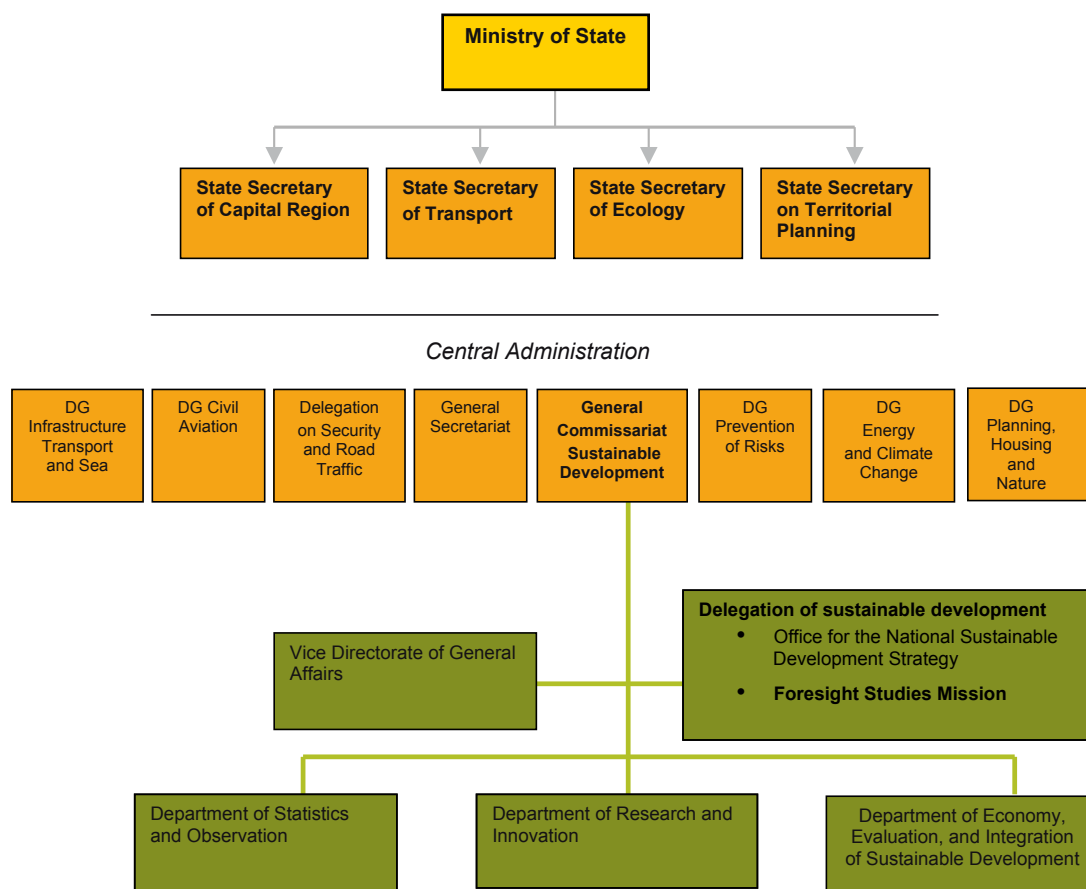 Ministry of State
State Secretary
of Capital Region
State Secretary
of Transport
State Secretary
of Ecology
State Secretary
on Territorial
Planning
Central Administration
DG
Infrastructure
Transport
and Sea
DG Civil
Aviation
Delegation
on Security
and Road
Traffic
General
Secretariat
General
Commissariat
Sustainable
Development
DG
Prevention
of Risks
DG
Energy
and Climate
Change
DG
Planning,
Housing
and
Nature
Delegation of sustainable development
• Office for the National Sustainable
Development Strategy
• Foresight Studies Mission
Vice Directorate of General
Affairs
Department of Statistics
and Observation
Department of Research and
Innovation
Department of Economy,
Evaluation, and Integration
of Sustainable Development